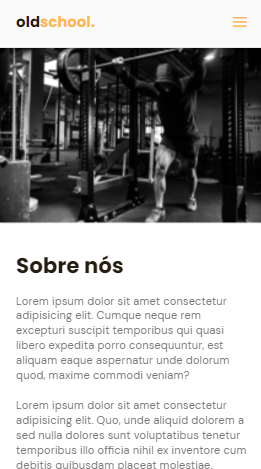 oldschool.
Sobre nós
Lorem ipsum dolor sit amet consectetur
adipisicing elit. Cumque neque rem
excepturi suscipit temporibus qui quasi
libero expedita porro consequuntur, est
aliquam eaque aspernatur unde dolorum
quod, maxime commodi veniam?
Lorem ipsum dolor sit amet consectetur
adipisicing elit. Quo, unde aliquid dolorem a
sed nulla dolores sunt voluptatibus tenetur
temporibus illo officia nihil ex inventore cum
debitis quibusdam placeat molestiae.